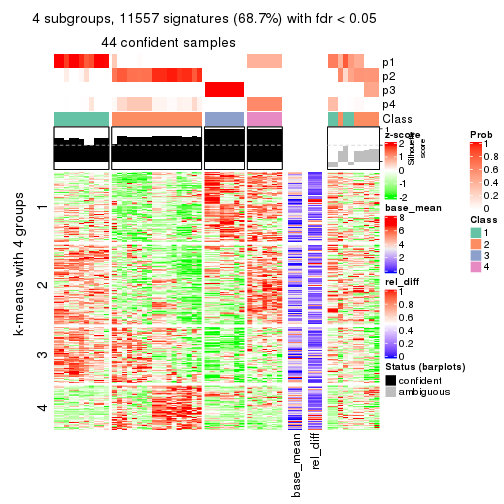 4 subgroups, 11557 signatures (68.7%) with fdr < 0.05
44 confident samples
p1
p2
p3
p4
Class
1
Silhouette
score
k-means with 4 groups
1
2
3
4
base_mean
rel_diff
z-score
2
1
0
-1
-2
base_mean
8
6
4
2
0
rel_diff
1
0.8
0.6
0.4
0.2
0
Status (barplots)
confident
ambiguous
Prob
1
0.8
0.6
0.4
0.2
0
Class
1
2
3
4